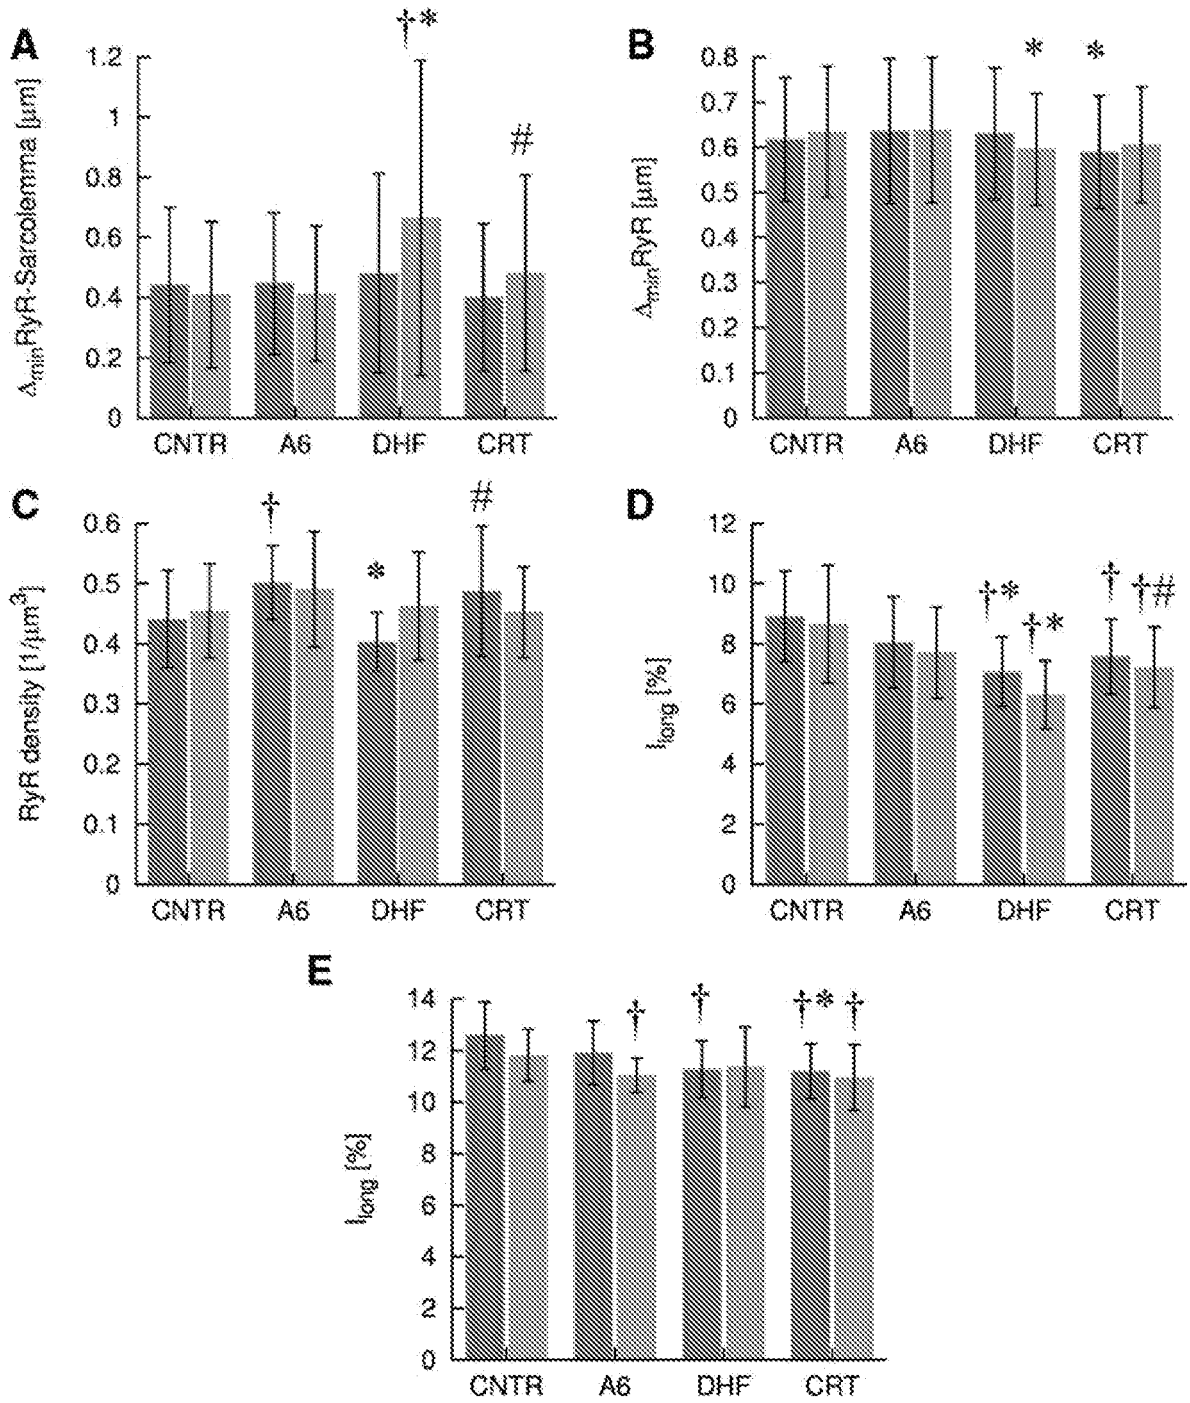 A
†*
1.2
1
0.8
0.6
0.4
0.2
0
#
ΔminRyR-Sarcolemma [µm]
CNTR A6 DHF CRT
B
* *
0.8
0.7
0.6
0.5
0.4
0.3
0.2
0.1
0
ΔminRyR [µm]
CNTR A6 DHF CRT
C
† * #
0.6
0.5
0.4
0.3
0.2
0.1
0
RyR density [1/µm³]
CNTR A6 DHF CRT
D
12
10
8
6
4
2
0
†* †* † †#
Ilong [%]
CNTR A6 DHF CRT
E
14
12
10
8
6
4
2
0
† † †* †
Ilong [%]
CNTR A6 DHF CRT